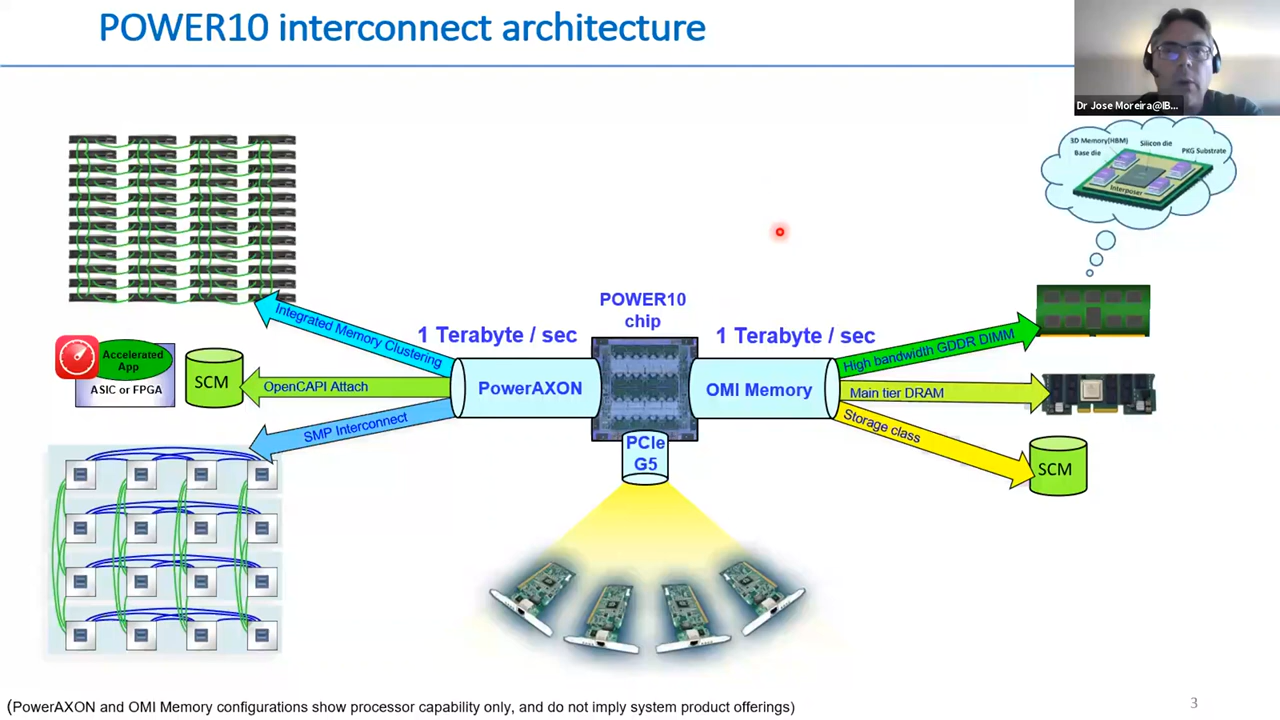 POWER10 interconnect architecture
Dr Jose Moreira@IB...
3D Memory(HBM)
Silicon die
Base die
PKG Substrate
Interposer
POWER10
chip
1 Terabyte / sec
1 Terabyte / sec
Integrated Memory Clustering
High bandwidth GDDR DIMM
Accelerated
App
ASIC or FPGA
SCM
OpenCAPI Attach
PowerAXON
OMI Memory
Main tier DRAM
SMP Interconnect
Storage class
SCM
PCIe
G5
(PowerAXON and OMI Memory configurations show processor capability only, and do not imply system product offerings)
3